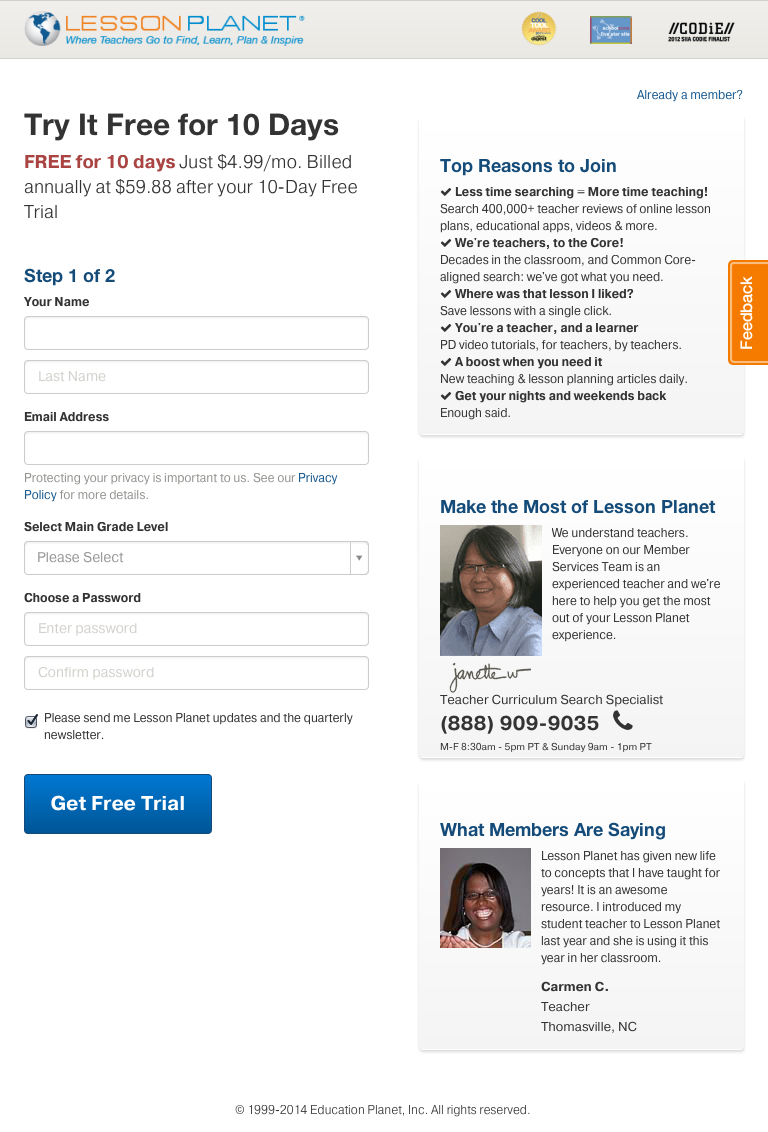 LESSON PLANET®
Where Teachers Go to Find, Learn, Plan & Inspire
COOL TOOL
digest
school
five star site
//CODiE//
2012 SIIA CODIE FINALIST
Already a member?
Try It Free for 10 Days
FREE for 10 days Just $4.99/mo. Billed
annually at $59.88 after your 10-Day Free
Trial
Step 1 of 2
Your Name
Last Name
Email Address
Protecting your privacy is important to us. See our Privacy
Policy for more details.
Select Main Grade Level
Please Select
Choose a Password
Enter password
Confirm password
Please send me Lesson Planet updates and the quarterly
newsletter.
Get Free Trial
Top Reasons to Join
✔ Less time searching = More time teaching!
Search 400,000+ teacher reviews of online lesson
plans, educational apps, videos & more.
✔ We're teachers, to the Core!
Decades in the classroom, and Common Core-
aligned search: we've got what you need.
✔ Where was that lesson I liked?
Save lessons with a single click.
✔ You're a teacher, and a learner
PD video tutorials, for teachers, by teachers.
✔ A boost when you need it
New teaching & lesson planning articles daily.
✔ Get your nights and weekends back
Enough said.
Feedback
Make the Most of Lesson Planet
We understand teachers.
Everyone on our Member
Services Team is an
experienced teacher and we're
here to help you get the most
out of your Lesson Planet
experience.
janette w
Teacher Curriculum Search Specialist
(888) 909-9035
M-F 8:30am - 5pm PT & Sunday 9am - 1pm PT
What Members Are Saying
Lesson Planet has given new life
to concepts that I have taught for
years! It is an awesome
resource. I introduced my
student teacher to Lesson Planet
last year and she is using it this
year in her classroom.
Carmen C.
Teacher
Thomasville, NC
© 1999-2014 Education Planet, Inc. All rights reserved.